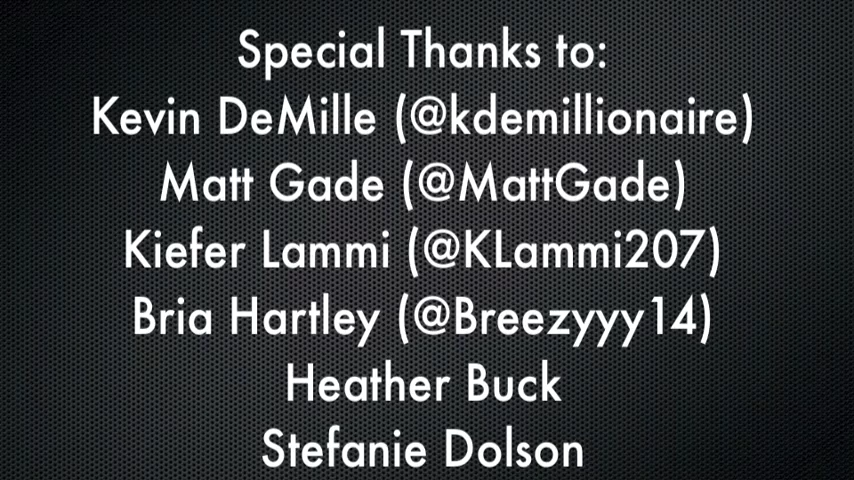 Special Thanks to:
Kevin DeMille (@kdemillionaire)
Matt Gade (@MattGade)
Kiefer Lammi (@KLammi207)
Bria Hartley (@Breezyyy14)
Heather Buck
Stefanie Dolson